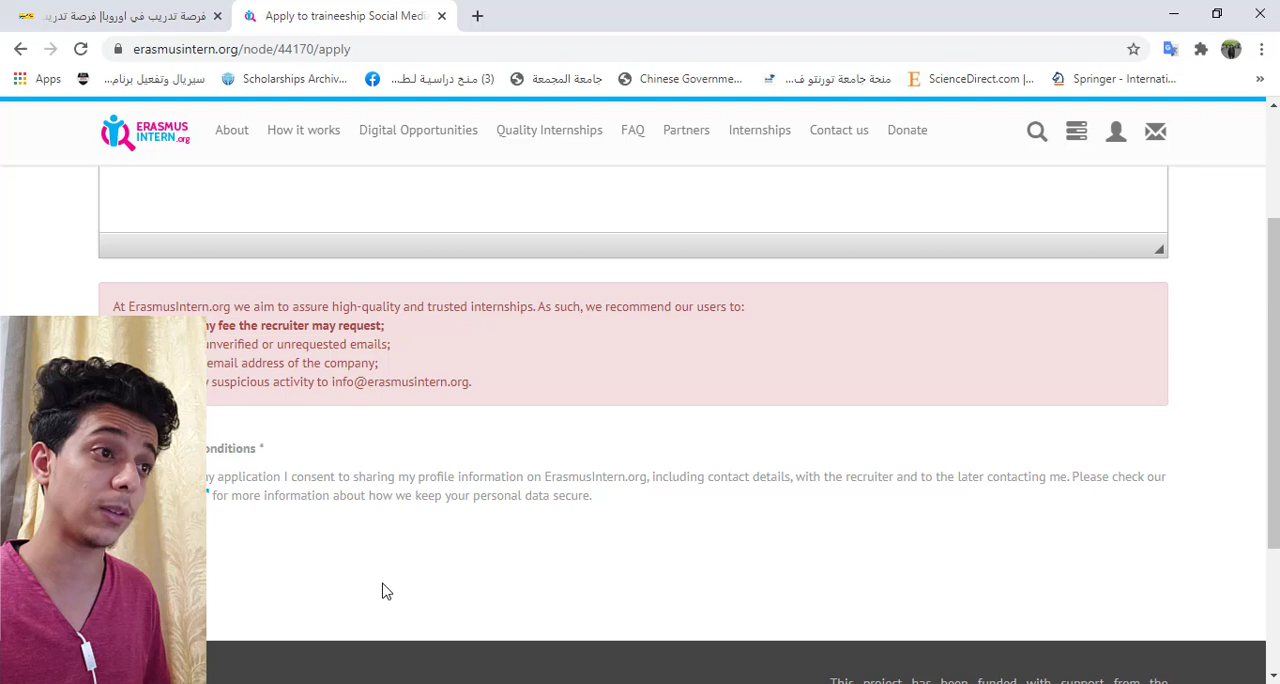 فرصة تدريب في اوروبا| فرصة تدريـ
Apply to traineeship Social Medi
erasmusintern.org/node/44170/apply
Apps
سيريال وتفعيل برنام...
Scholarships Archiv...
(3) منح دراسية لطـ...
جامعة المجمعة
Chinese Governme...
منحة جامعة تورنتو ف...
ScienceDirect.com |...
Springer - Internati...
»
ERASMUS
INTERN.org
About
How it works
Digital Opportunities
Quality Internships
FAQ
Partners
Internships
Contact us
Donate
At ErasmusIntern.org we aim to assure high-quality and trusted internships. As such, we recommend our users to:
fee the recruiter may request;
unverified or unrequested emails;
email address of the company;
suspicious activity to info@erasmusintern.org.
onditions *
application I consent to sharing my profile information on ErasmusIntern.org, including contact details, with the recruiter and to the later contacting me. Please check our
* for more information about how we keep your personal data secure.
This project has been funded with support from the